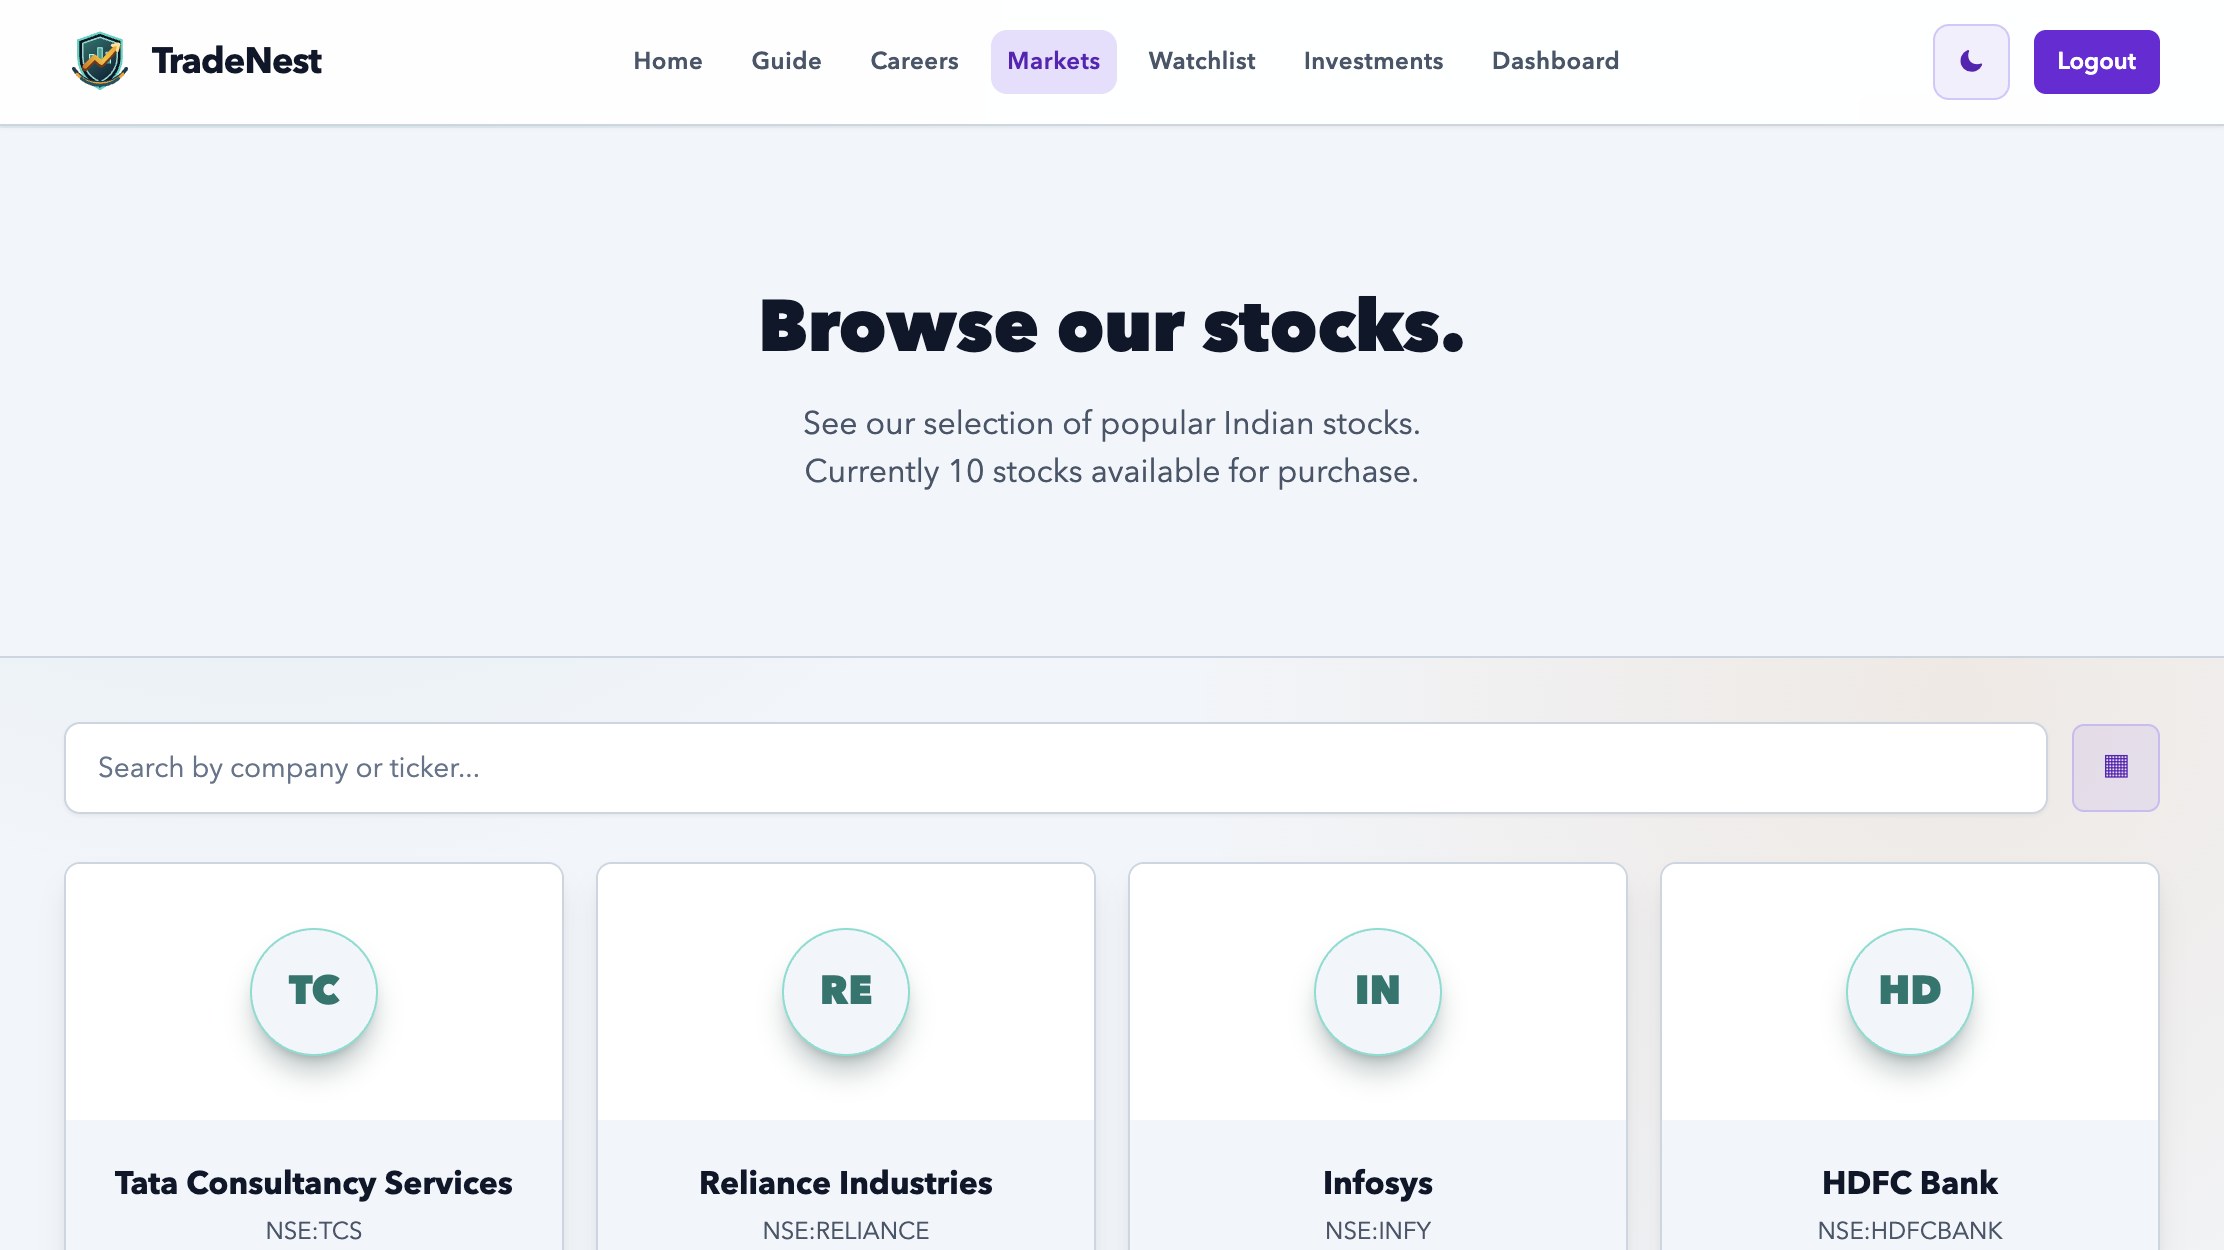 TradeNest
Home Guide Careers Markets Watchlist Investments Dashboard
Logout
Browse our stocks.
See our selection of popular Indian stocks.
Currently 10 stocks available for purchase.
Search by company or ticker...
TC RE IN HD
Tata Consultancy Services Reliance Industries Infosys HDFC Bank
NSE:TCS NSE:RELIANCE NSE:INFY NSE:HDFCBANK